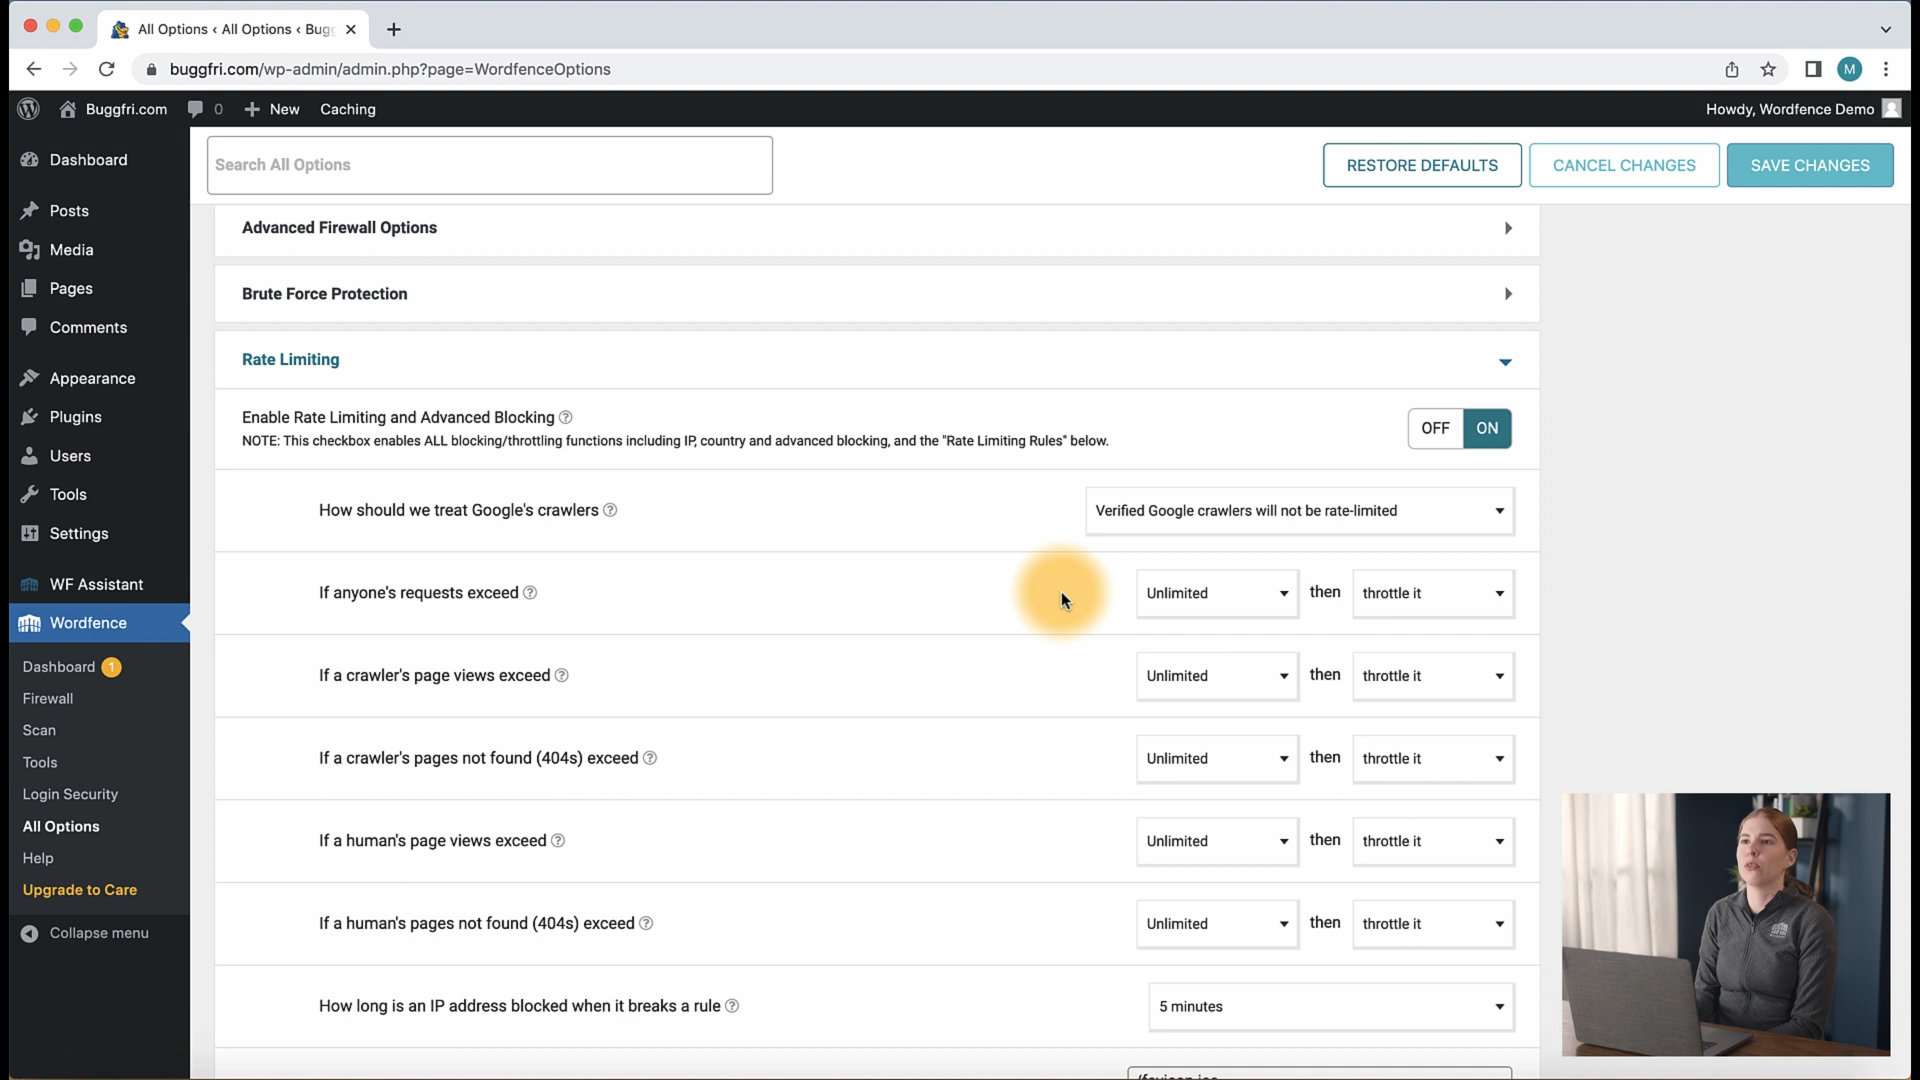 All Options ‹ All Options ‹ Bugg
buggfri.com/wp-admin/admin.php?page=WordfenceOptions
M
Buggfri.com
0
New
Caching
Howdy, Wordfence Demo
Dashboard
Posts
Media
Pages
Comments
Appearance
Plugins
Users
Tools
Settings
WF Assistant
Wordfence
Dashboard 1
Firewall
Scan
Tools
Login Security
All Options
Help
Upgrade to Care
Collapse menu
Search All Options
RESTORE DEFAULTS
CANCEL CHANGES
SAVE CHANGES
Advanced Firewall Options
Brute Force Protection
Rate Limiting
Enable Rate Limiting and Advanced Blocking ?
NOTE: This checkbox enables ALL blocking/throttling functions including IP, country and advanced blocking, and the "Rate Limiting Rules" below.
OFF ON
How should we treat Google's crawlers ? Verified Google crawlers will not be rate-limited
If anyone's requests exceed ? Unlimited then throttle it
If a crawler's page views exceed ? Unlimited then throttle it
If a crawler's pages not found (404s) exceed ? Unlimited then throttle it
If a human's page views exceed ? Unlimited then throttle it
If a human's pages not found (404s) exceed ? Unlimited then throttle it
How long is an IP address blocked when it breaks a rule ? 5 minutes